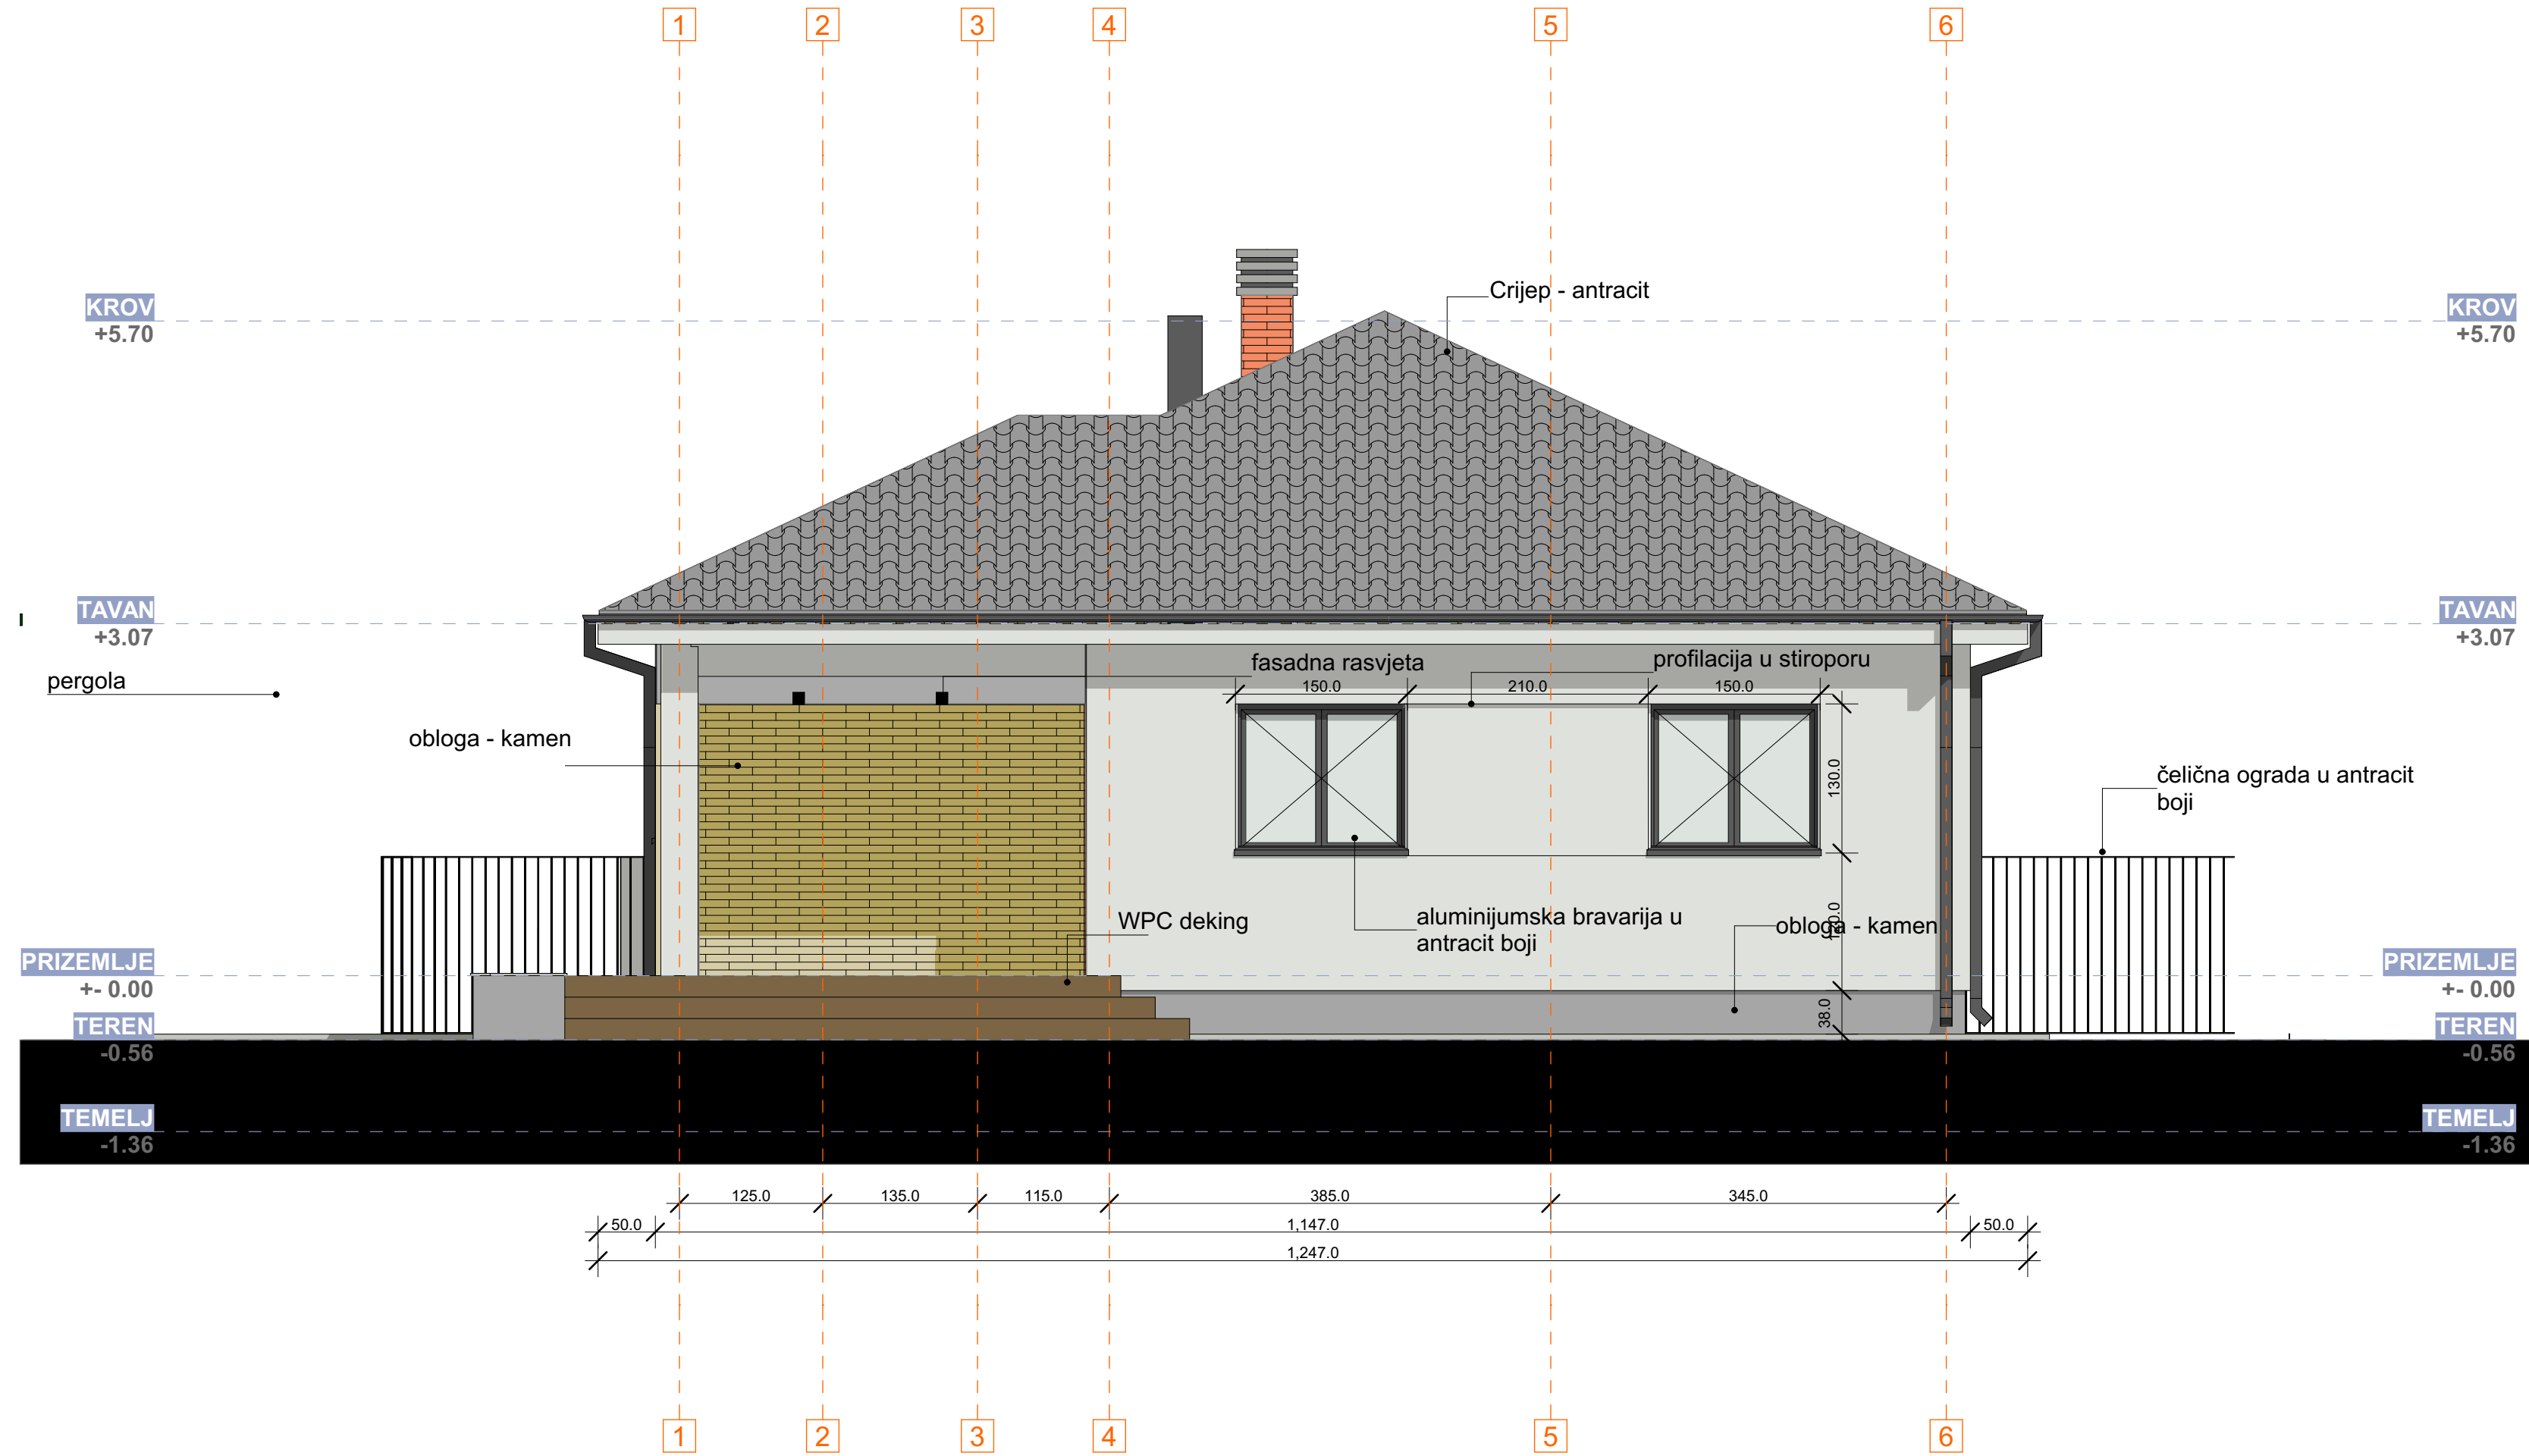 1 2 3 4 5 6
Crijep - antracit
KROV KROV
+5.70 +5.70
TAVAN TAVAN
+3.07 +3.07
fasadna rasvjeta profilacija u stiroporu
pergola
150.0 210.0 150.0
obloga - kamen
130.0
čelična ograda u antracit
boji
WPC deking
aluminijumska bravarija u
antracit boji
obloga - kamen
PRIZEMLJE PRIZEMLJE
+- 0.00 +- 0.00
38.0
TEREN TEREN
-0.56 -0.56
TEMELJ TEMELJ
-1.36 -1.36
125.0 135.0 115.0 385.0 345.0
50.0 1,147.0 50.0
1,247.0
1 2 3 4 5 6